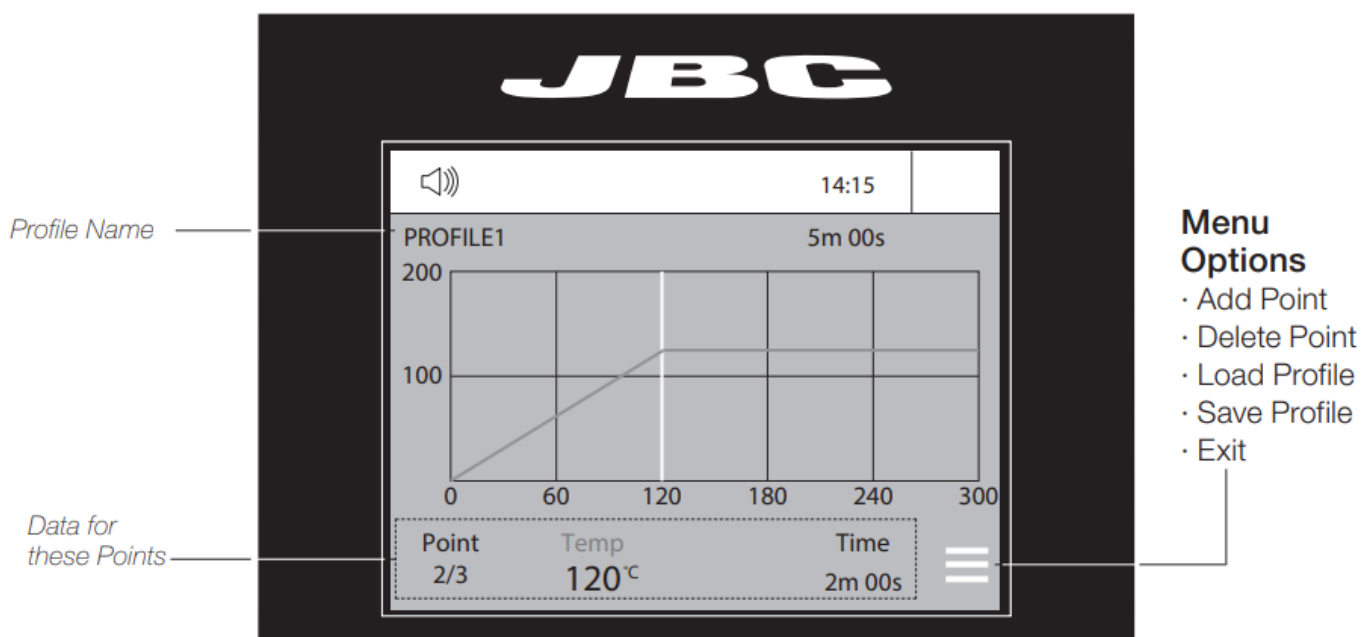 JBC
14:15
Profile Name
PROFILE1 5m 00s
200
100
0 60 120 180 240 300
Data for
these Points
Point Temp Time
2/3 120°C 2m 00s
Menu
Options
· Add Point
· Delete Point
· Load Profile
· Save Profile
· Exit